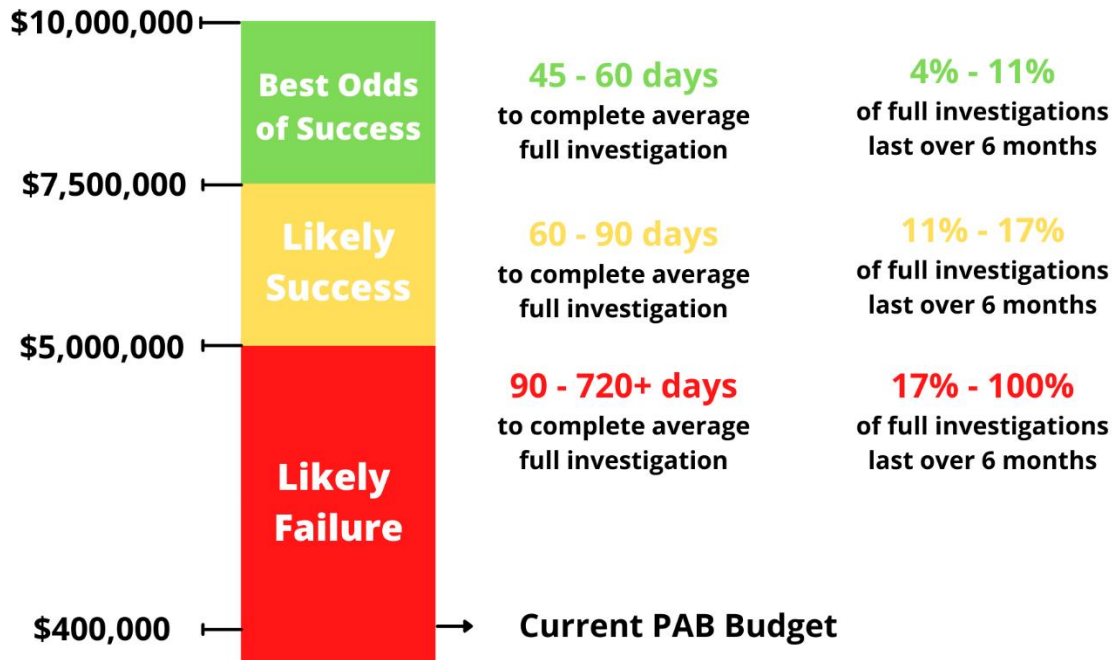 $10,000,000
Best Odds
of Success
45 - 60 days
to complete average
full investigation
4% - 11%
of full investigations
last over 6 months
$7,500,000
Likely
Success
60 - 90 days
to complete average
full investigation
11% - 17%
of full investigations
last over 6 months
$5,000,000
Likely
Failure
90 - 720+ days
to complete average
full investigation
17% - 100%
of full investigations
last over 6 months
$400,000
Current PAB Budget